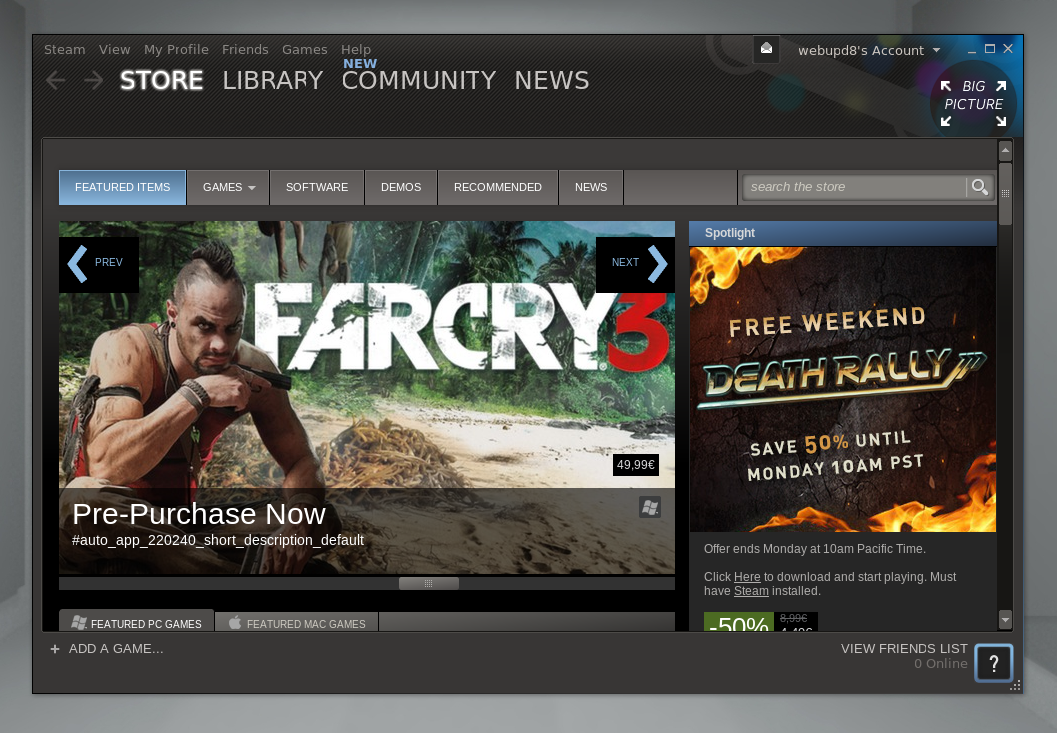 Steam View My Profile Friends Games Help
webupd8's Account
NEW
STORE LIBRARY COMMUNITY NEWS
BIG
PICTURE
FEATURED ITEMS GAMES SOFTWARE DEMOS RECOMMENDED NEWS
search the store
PREV
NEXT
FARCRY 3
49,99€
Pre-Purchase Now
#auto_app_220240_short_description_default
FEATURED PC GAMES FEATURED MAC GAMES
Spotlight
FREE WEEKEND
DEATH RALLY
SAVE 50% UNTIL
MONDAY 10AM PST
Offer ends Monday at 10am Pacific Time.
Click Here to download and start playing. Must
have Steam installed.
-50% 8,99€
+ ADD A GAME...
VIEW FRIENDS LIST
0 Online
?